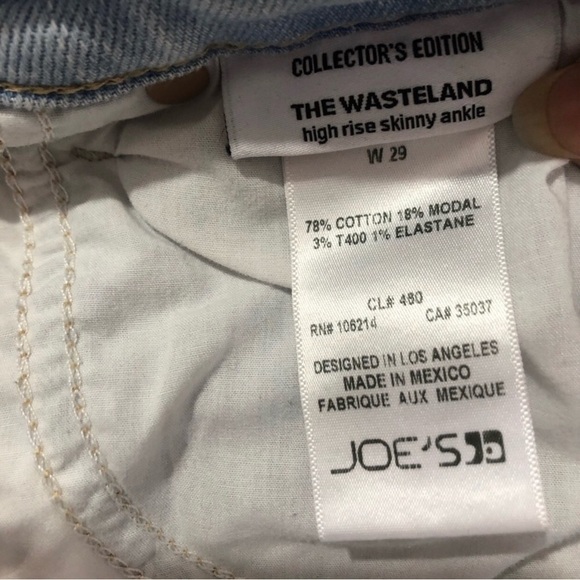 COLLECTOR'S EDITION
THE WASTELAND
high rise skinny ankle
W 29
78% COTTON 18% MODAL
3% T400 1% ELASTANE
CL# 480
RN# 106214 CA# 35037
DESIGNED IN LOS ANGELES
MADE IN MEXICO
FABRIQUE AUX MEXIQUE
JOE'S